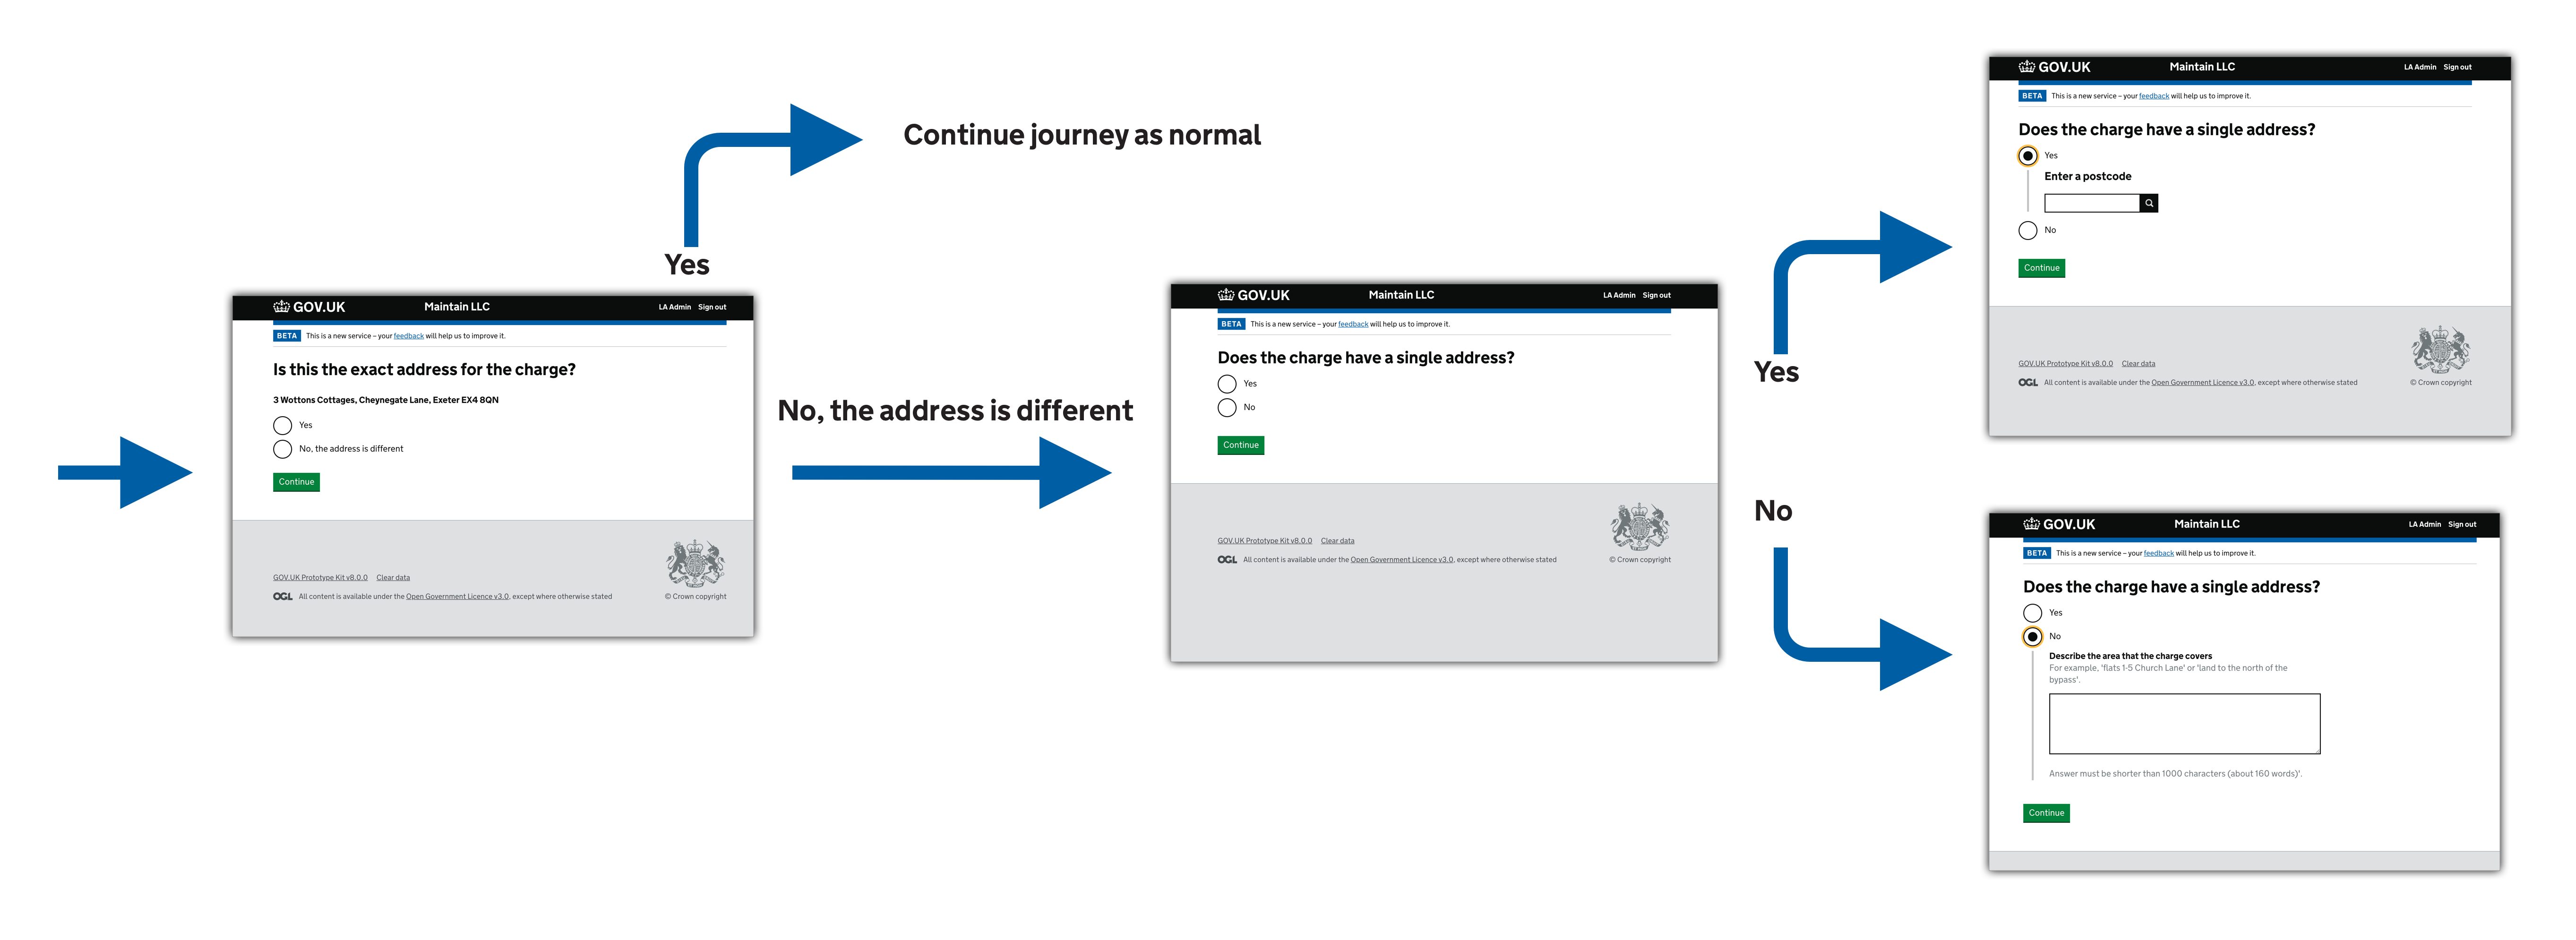 Continue journey as normal
Yes
GOV.UK
Maintain LLC
LA Admin Sign out
BETA This is a new service – your feedback will help us to improve it.
Is this the exact address for the charge?
3 Wottons Cottages, Cheynegate Lane, Exeter EX4 8QN
Yes
No, the address is different
Continue
GOV.UK Prototype Kit v8.0.0 Clear data
OGL All content is available under the Open Government Licence v3.0, except where otherwise stated
© Crown copyright
No, the address is different
GOV.UK
Maintain LLC
LA Admin Sign out
BETA This is a new service – your feedback will help us to improve it.
Does the charge have a single address?
Yes
No
Continue
GOV.UK Prototype Kit v8.0.0 Clear data
OGL All content is available under the Open Government Licence v3.0, except where otherwise stated
© Crown copyright
Yes
GOV.UK
Maintain LLC
LA Admin Sign out
BETA This is a new service – your feedback will help us to improve it.
Does the charge have a single address?
Yes
Enter a postcode
No
Continue
GOV.UK Prototype Kit v8.0.0 Clear data
OGL All content is available under the Open Government Licence v3.0, except where otherwise stated
© Crown copyright
No
GOV.UK
Maintain LLC
LA Admin Sign out
BETA This is a new service – your feedback will help us to improve it.
Does the charge have a single address?
Yes
No
Describe the area that the charge covers
For example, 'flats 1-5 Church Lane' or 'land to the north of the
bypass'.
Answer must be shorter than 1000 characters (about 160 words)'.
Continue